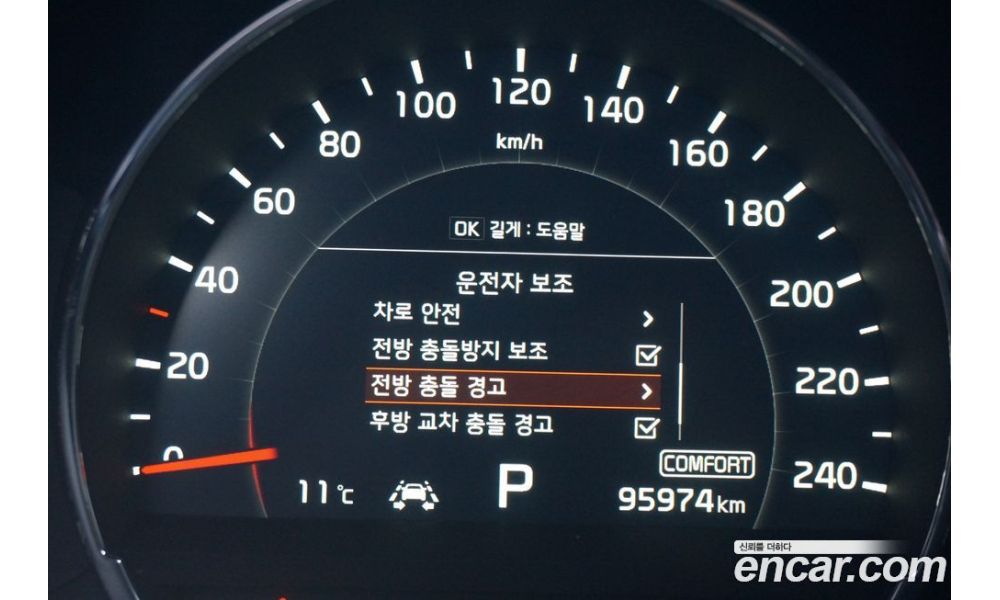 120
100
140
80
km/h
160
60
180
OK 길게 : 도움말
40
운전자 보조
200
차로 안전
전방 충돌방지 보조
20
전방 충돌 경고
220
후방 교차 충돌 경고
0
COMFORT
240
11℃
P
95974km
신뢰를 더하다
encar.com